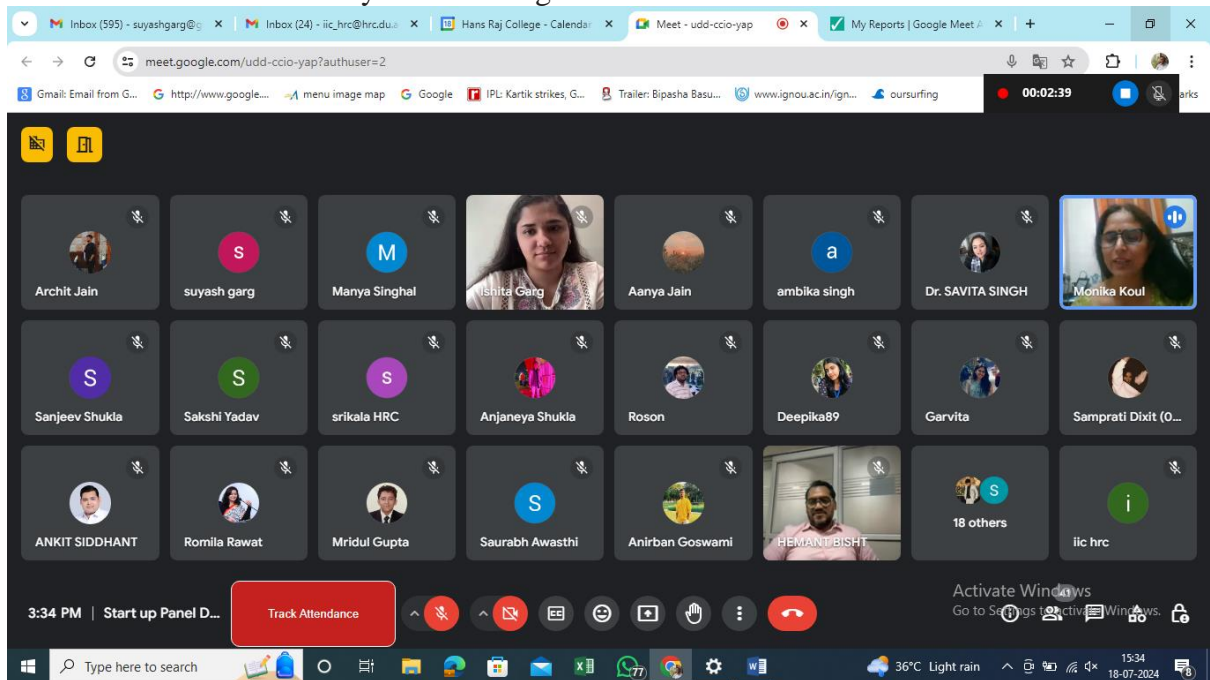 Inbox (595) - suyashgarg@g
Inbox (24) - iic_hrc@hrc.du.a
18 Hans Raj College - Calendar
Meet - udd-ccio-yap
My Reports | Google Meet A
meet.google.com/udd-ccio-yap?authuser=2
Gmail: Email from G...
http://www.google....
menu image map
Google
IPL: Kartik strikes, G...
Trailer: Bipasha Basu...
www.ignou.ac.in/ign...
oursurfing
00:02:39
arks
Archit Jain
s
suyash garg
M
Manya Singhal
Ishita Garg
Aanya Jain
a
ambika singh
Dr. SAVITA SINGH
Monika Koul
S
Sanjeev Shukla
S
Sakshi Yadav
s
srikala HRC
Anjaneya Shukla
Roson
Deepika89
Garvita
Samprati Dixit (0...
ANKIT SIDDHANT
Romila Rawat
Mridul Gupta
S
Saurabh Awasthi
Anirban Goswami
HEMANT BISHT
S
18 others
i
iic hrc
3:34 PM | Start up Panel D...
Track Attendance
CC
Activate Windows
41
Go to Settings to activate Windows.
Type here to search
77
36°C Light rain
15:34
18-07-2024
8